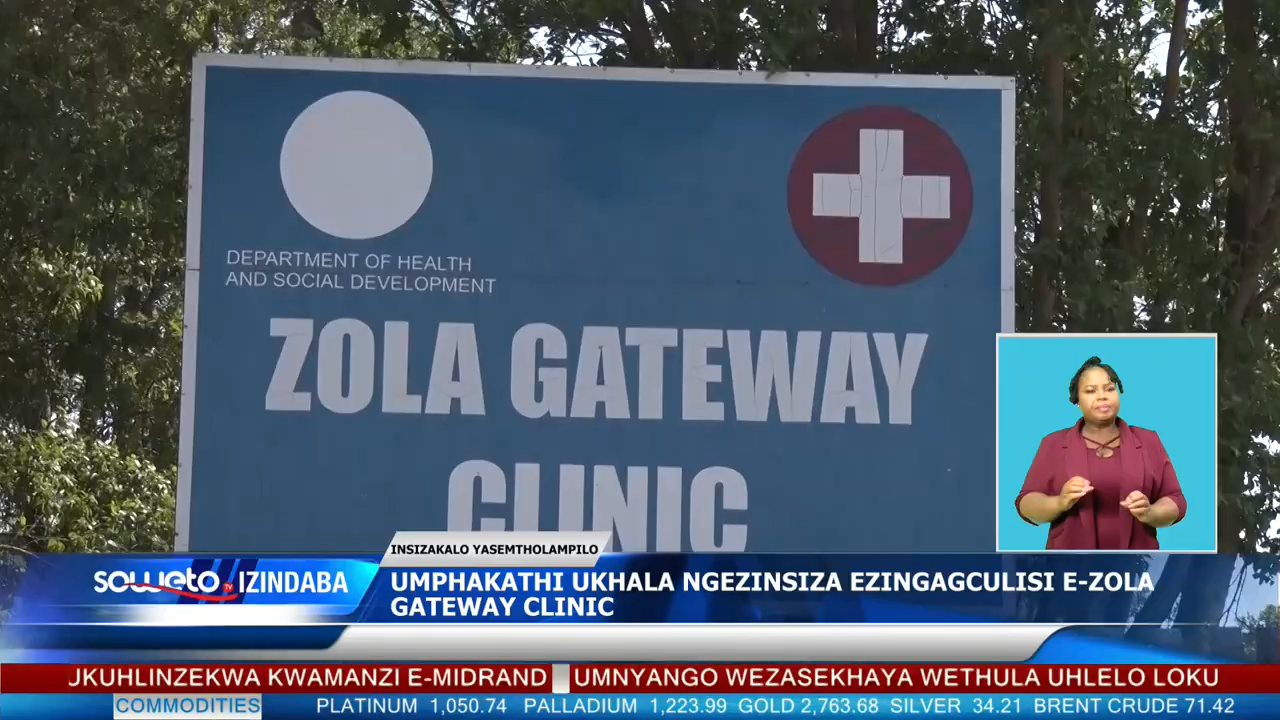 DEPARTMENT OF HEALTH
AND SOCIAL DEVELOPMENT
ZOLA GATEWAY
CLINIC
INSIZAKALO YASEMTHOLAMPILO
SOWETO TV IZINDABA
UMPHAKATHI UKHALA NGEZINSIZA EZINGAGCULISI E-ZOLA
GATEWAY CLINIC
JKUHLINZEKWA KWAMANZI E-MIDRAND UMNYANGO WEZASEKHAYA WETHULA UHLELO LOKU
COMMODITIES PLATINUM 1,050.74 PALLADIUM 1,223.99 GOLD 2,763.68 SILVER 34.21 BRENT CRUDE 71.42